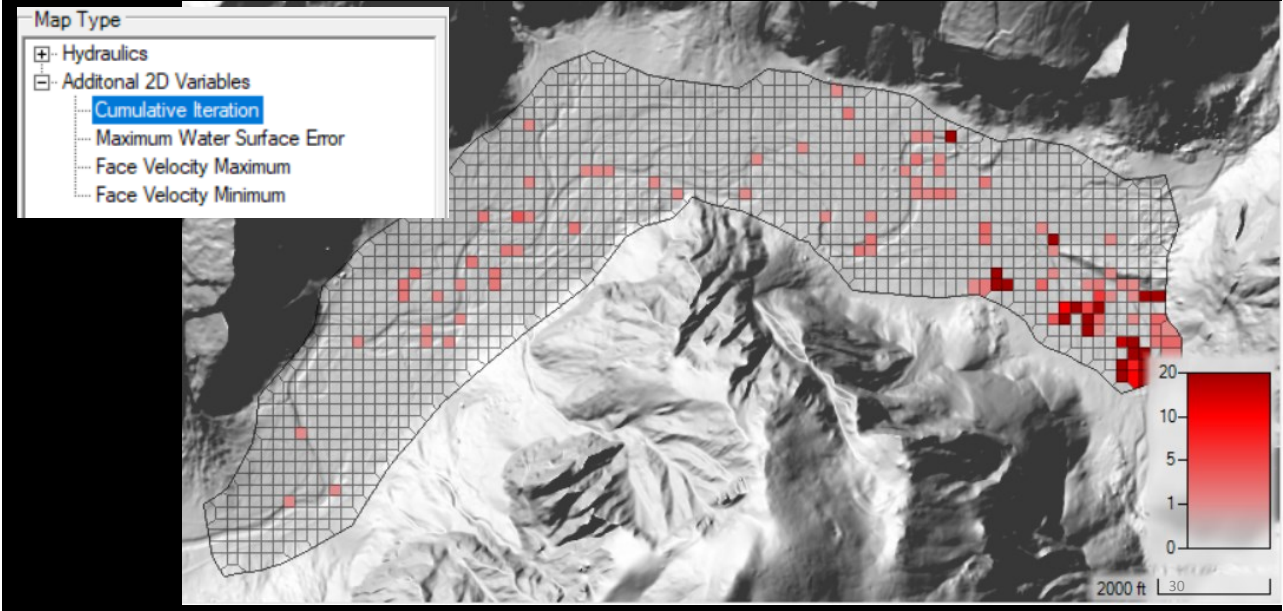 Map Type
Hydraulics
Additonal 2D Variables
Cumulative Iteration
Maximum Water Surface Error
Face Velocity Maximum
Face Velocity Minimum
20
10
5
1
0
2000 ft 30